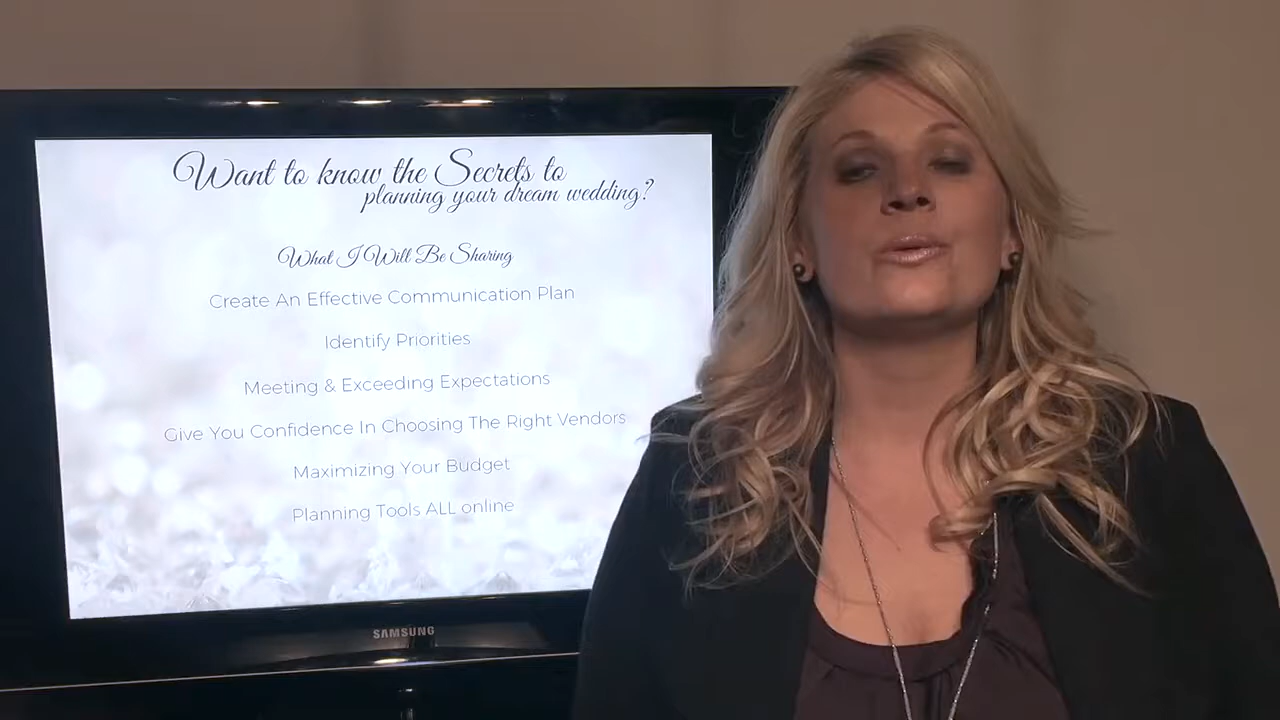 Want to know the Secrets to
planning your dream wedding?
What I Will Be Sharing
Create An Effective Communication Plan
Identify Priorities
Meeting & Exceeding Expectations
Give You Confidence In Choosing The Right Vendors
Maximizing Your Budget
Planning Tools ALL online
SAMSUNG